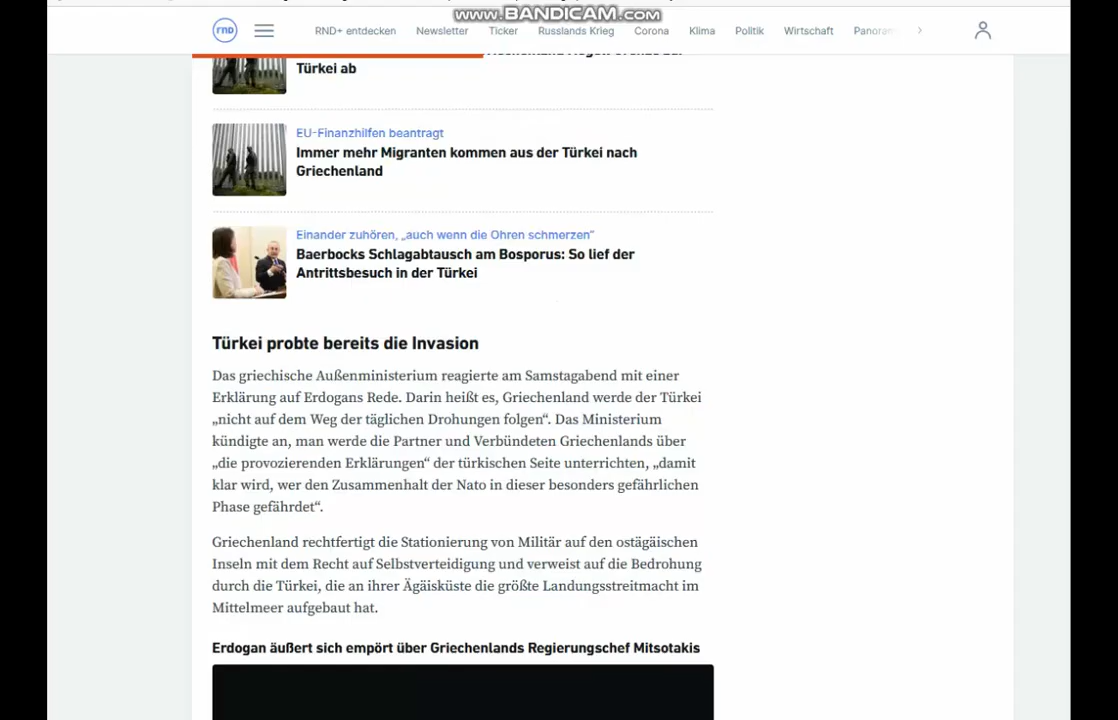 www.BANDICAM.com
rnd
RND+ entdecken
Newsletter
Ticker
Russlands Krieg
Corona
Klima
Politik
Wirtschaft
Türkei ab
EU-Finanzhilfen beantragt
Immer mehr Migranten kommen aus der Türkei nach
Griechenland
Einander zuhören, „auch wenn die Ohren schmerzen“
Baerbocks Schlagabtausch am Bosporus: So lief der
Antrittsbesuch in der Türkei
Türkei probte bereits die Invasion
Das griechische Außenministerium reagierte am Samstagabend mit einer
Erklärung auf Erdogans Rede. Darin heißt es, Griechenland werde der Türkei
„nicht auf dem Weg der täglichen Drohungen folgen“. Das Ministerium
kündigte an, man werde die Partner und Verbündeten Griechenlands über
„die provozierenden Erklärungen“ der türkischen Seite unterrichten, „damit
klar wird, wer den Zusammenhalt der Nato in dieser besonders gefährlichen
Phase gefährdet“.
Griechenland rechtfertigt die Stationierung von Militär auf den ostägäischen
Inseln mit dem Recht auf Selbstverteidigung und verweist auf die Bedrohung
durch die Türkei, die an ihrer Ägäisküste die größte Landungsstreitmacht im
Mittelmeer aufgebaut hat.
Erdogan äußert sich empört über Griechenlands Regierungschef Mitsotakis